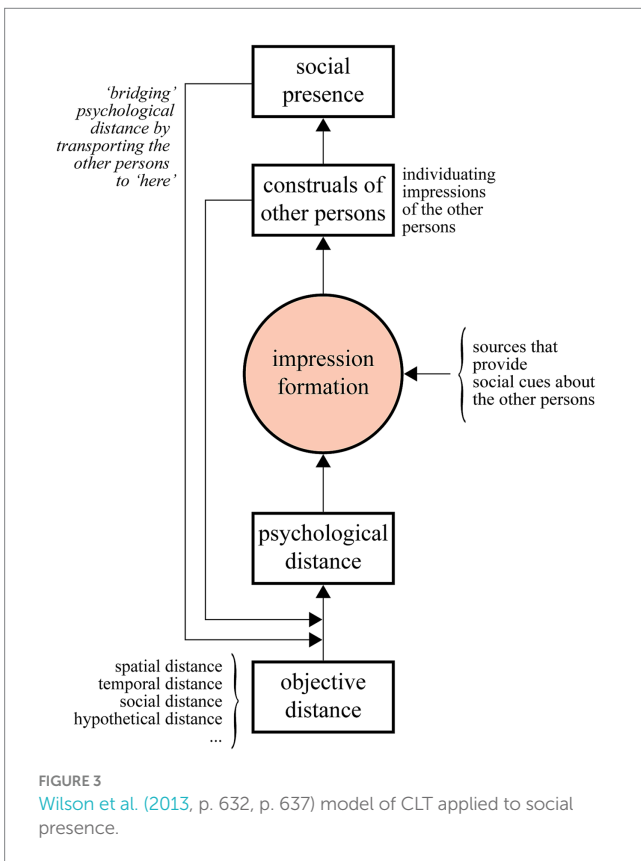 social
presence
‘bridging’
psychological
distance by
transporting the
other persons
to ‘here’
construals of
other persons
individuating
impressions
of the other
persons
impression
formation
sources that
provide
social cues about
the other persons
psychological
distance
spatial distance
temporal distance
social distance
hypothetical distance
...
objective
distance
FIGURE 3
Wilson et al. (2013, p. 632, p. 637) model of CLT applied to social
presence.